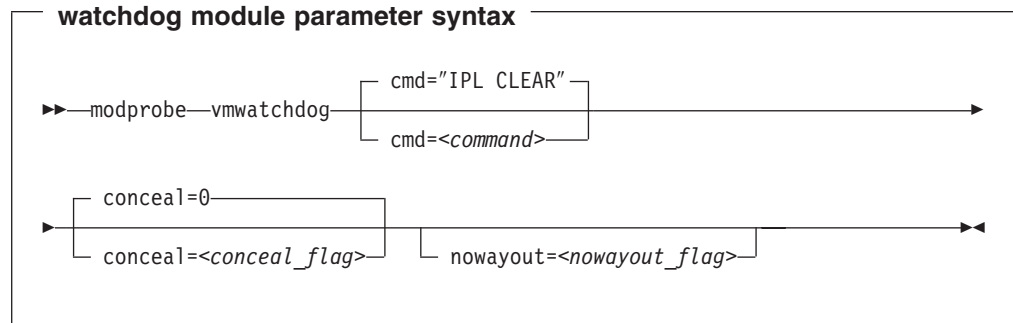 watchdog module parameter syntax
cmd="IPL CLEAR"
modprobe vmwatchdog
cmd=<command>
conceal=0
conceal=<conceal_flag>
nowayout=<nowayout_flag>